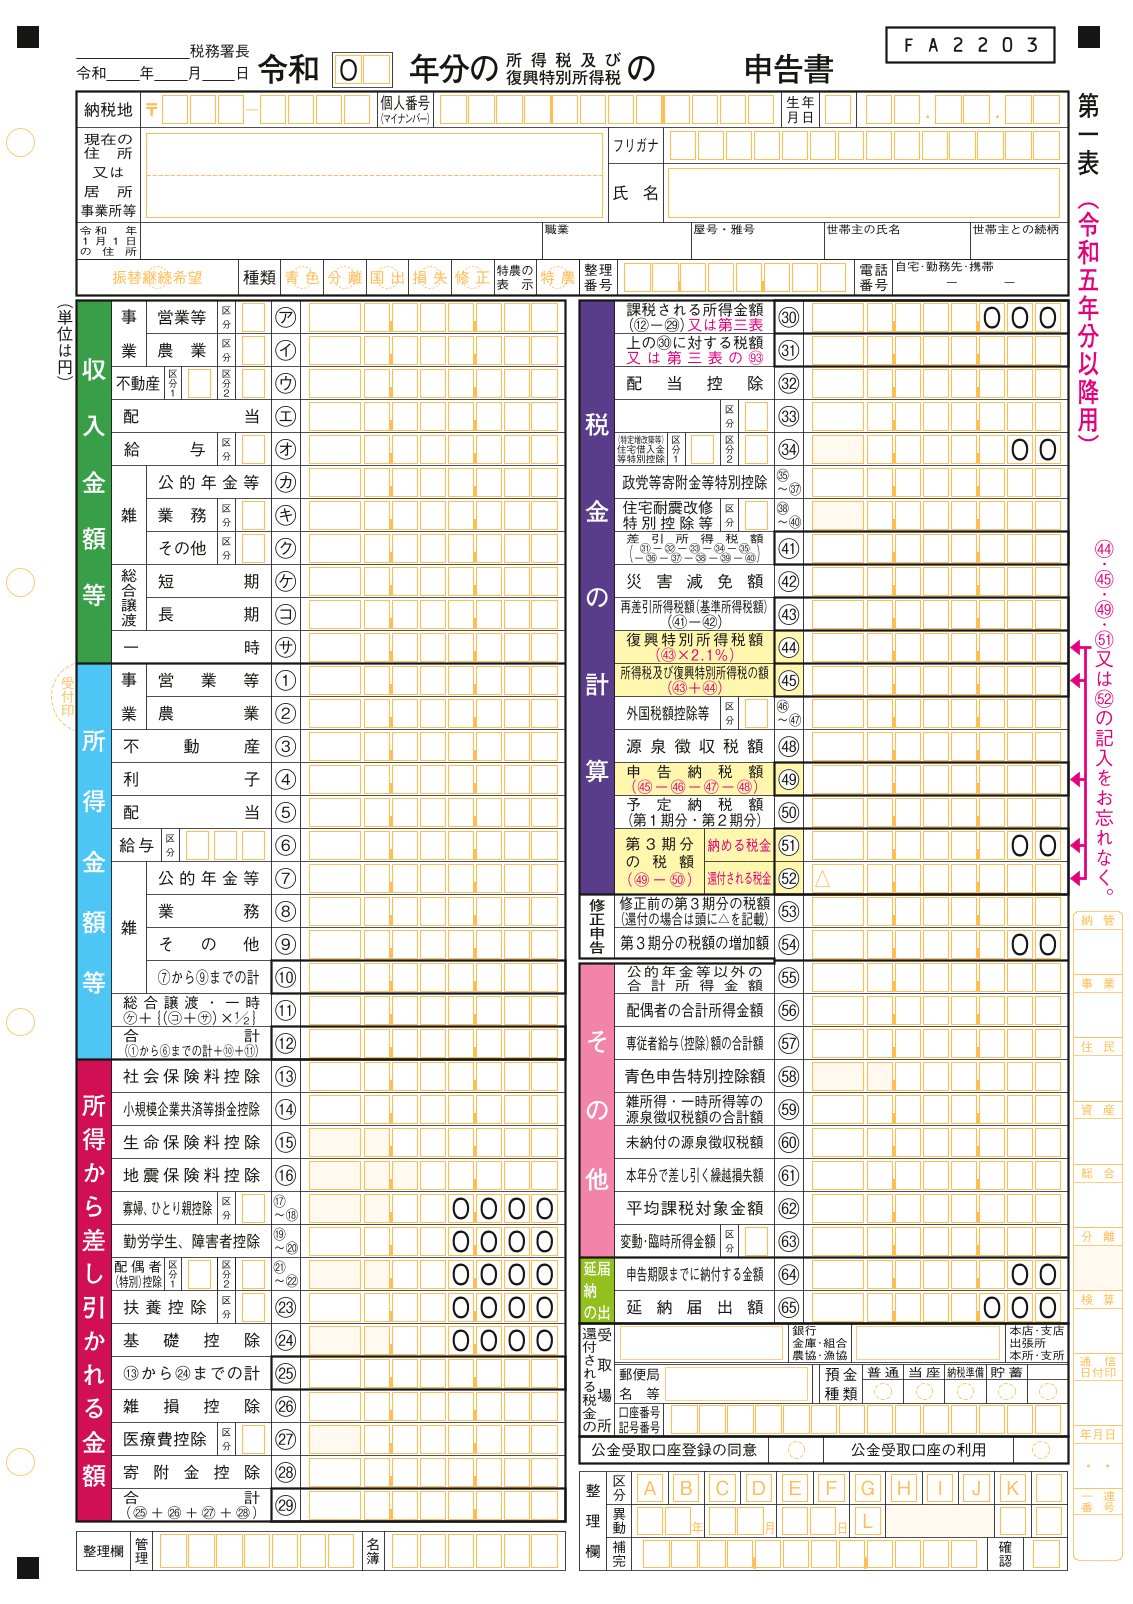 税務署長
令和＿＿年＿＿月＿＿日
令和 0 年分の 所得税及び復興特別所得税 の 申告書
FA2203
第一表（令和五年分以降用）
納税地 〒 － 個人番号（マイナンバー） 生年月日 ． ．
現在の住所又は居所事業所等
フリガナ
氏名
令和 年1月1日の住所 職業 屋号・雅号 世帯主の氏名 世帯主との続柄
振替継続希望 種類 青色 分離 国出 損失 修正 特農の表示 特農 整理番号 電話番号 自宅・勤務先・携帯 － －
（単位は円）
収入金額等
事業 営業等 区分 ㋐
農業 区分 ㋑
不動産 区分1 区分2 ㋒
配当 ㋓
給与 区分 ㋔
雑 公的年金等 ㋕
業務 区分 ㋖
その他 区分 ㋗
総合譲渡 短期 ㋘
長期 ㋙
一時 ㋚
所得金額等
事業 営業等 ①
農業 ②
不動産 ③
利子 ④
配当 ⑤
給与 区分 ⑥
雑 公的年金等 ⑦
業務 ⑧
その他 ⑨
⑦から⑨までの計 ⑩
総合譲渡・一時 ㋘＋{(㋙＋㋚)×1/2} ⑪
合計 (①から⑥までの計＋⑩＋⑪) ⑫
受付印
所得から差し引かれる金額
社会保険料控除 ⑬
小規模企業共済等掛金控除 ⑭
生命保険料控除 ⑮
地震保険料控除 ⑯
寡婦、ひとり親控除 区分 ⑰～⑱ 0000
勤労学生、障害者控除 ⑲～⑳ 0000
配偶者(特別)控除 区分1 区分2 ㉑～㉒ 0000
扶養控除 区分 ㉓ 0000
基礎控除 ㉔ 0000
⑬から㉔までの計 ㉕
雑損控除 ㉖
医療費控除 区分 ㉗
寄附金控除 ㉘
合計 (㉕＋㉖＋㉗＋㉘) ㉙
整理欄 管理 名簿
税金の計算
課税される所得金額 (⑫－㉙)又は第三表 ㉚ 000
上の㉚に対する税額 又は第三表の93 ㉛
配当控除 ㉜
区分 ㉝
(特定増改築等)住宅借入金等特別控除 区分1 区分2 ㉞ 00
政党等寄附金等特別控除 ㉟～㊲
住宅耐震改修特別控除等 区分 ㊳～㊵
差引所得税額 (㉛－㉜－㉝－㉞－㉟－㊱－㊲－㊳－㊴－㊵) ㊶
災害減免額 ㊷
再差引所得税額(基準所得税額) (㊶－㊷) ㊸
復興特別所得税額 (㊸×2.1%) ㊹
所得税及び復興特別所得税の額 (㊸＋㊹) ㊺
外国税額控除等 区分 ㊻～㊼
源泉徴収税額 ㊽
申告納税額 (㊺－㊻－㊼－㊽) ㊾
予定納税額 (第1期分・第2期分) ㊿
第3期分の税額 (㊾－㊿) 納める税金 51 00
還付される税金 52 △
修正申告
修正前の第3期分の税額 (還付の場合は頭に△を記載) 53
第3期分の税額の増加額 54 00
その他
公的年金等以外の合計所得金額 55
配偶者の合計所得金額 56
専従者給与(控除)額の合計額 57
青色申告特別控除額 58
雑所得・一時所得等の源泉徴収税額の合計額 59
未納付の源泉徴収税額 60
本年分で差し引く繰越損失額 61
平均課税対象金額 62
変動・臨時所得金額 区分 63
延納の届出
申告期限までに納付する金額 64 00
延納届出額 65 000
還付される税金の受取場所
銀行 金庫・組合 農協・漁協 本店・支店 出張所 本所・支所
郵便局名等 預金種類 普通 当座 納税準備 貯蓄
口座番号記号番号
公金受取口座登録の同意 公金受取口座の利用
整理欄 区分 A B C D E F G H I J K
異動 年 月 日 L
補完 確認
㊹・㊺・㊾・51又は52の記入をお忘れなく。
納管
事業
住民
資産
総合
分離
検算
通信日付印
年月日
・ ・
一連番号